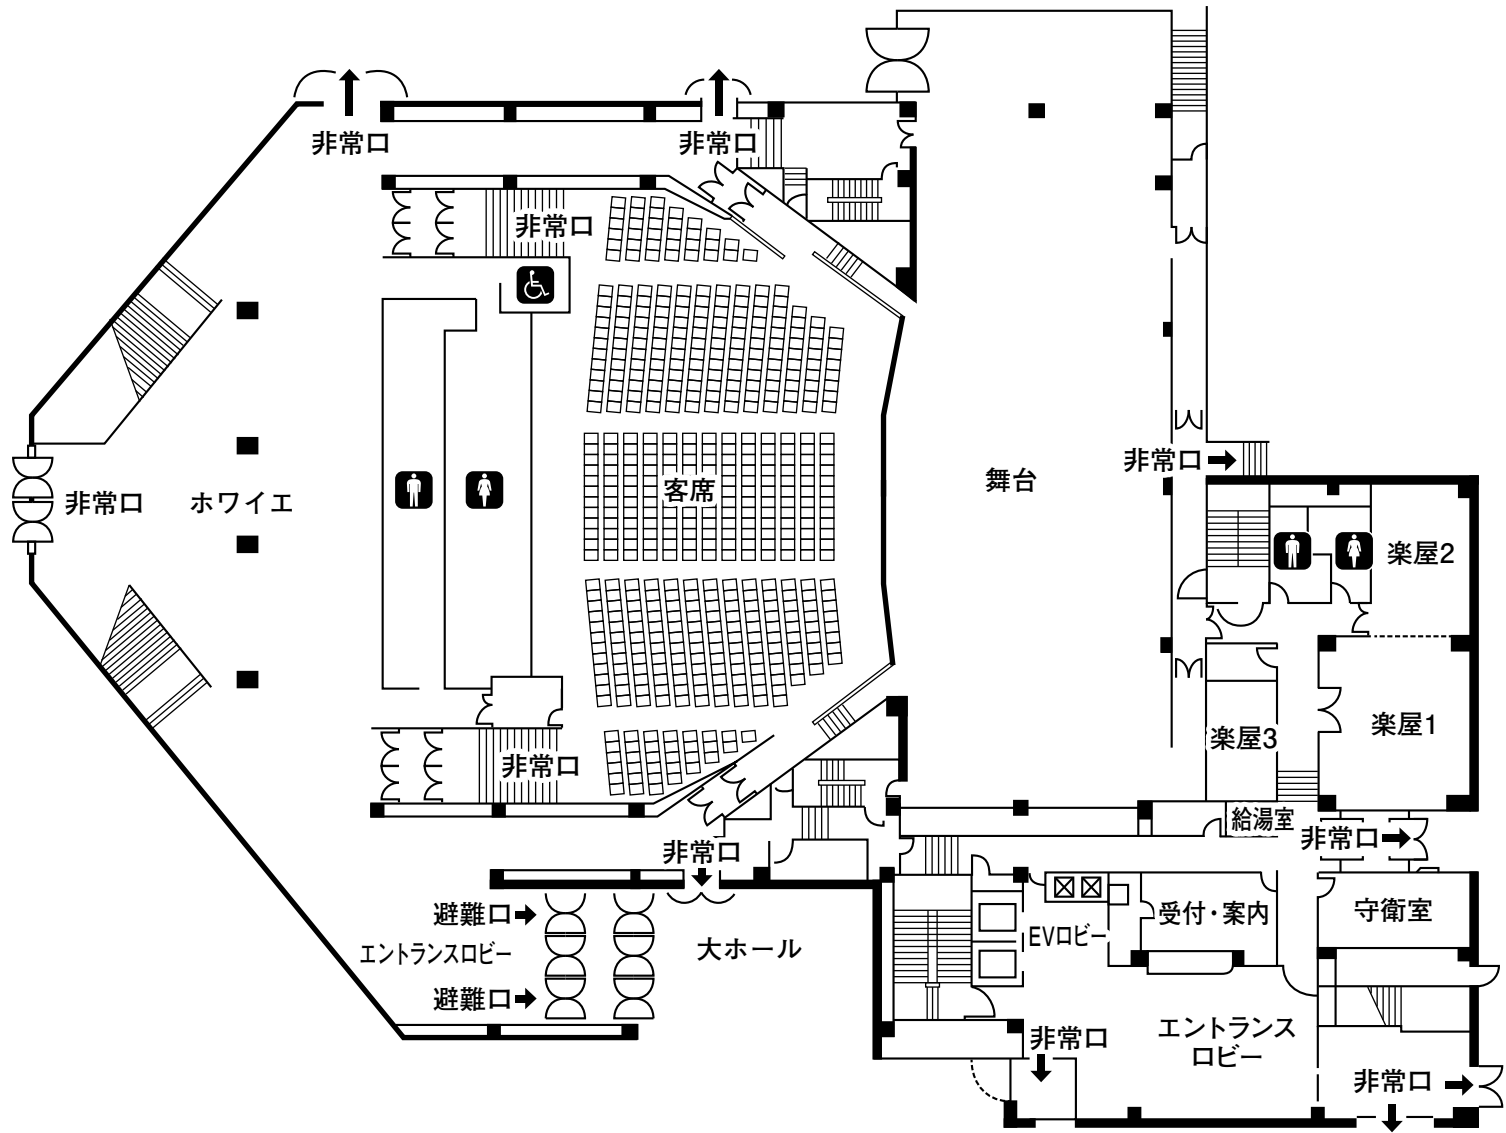 非常口
非常口
非常口
非常口
舞台
非常口
ホワイエ
客席
楽屋2
楽屋1
楽屋3
非常口
給湯室
非常口
非常口
避難口
エントランスロビー
避難口
大ホール
EVロビー
受付・案内
守衛室
非常口
エントランス
ロビー
非常口